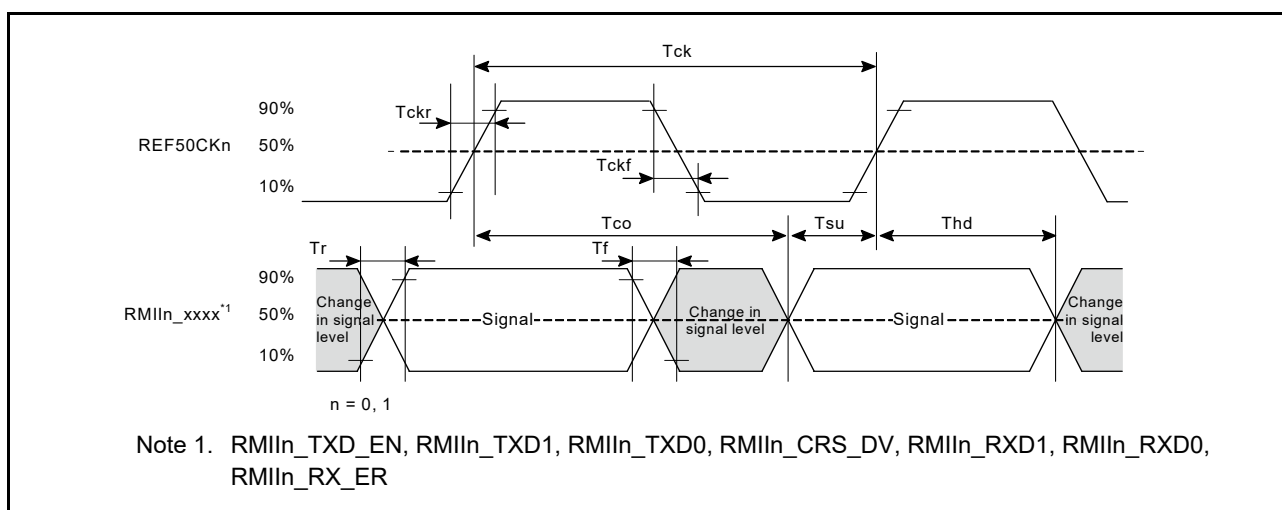 Tck
90%
Tckr
REF50CKn 50%
Tckf
10%
Tco Tsu Thd
Tr Tf
90%
RMIIn_xxxx*1 50%
Change in signal level
Signal
Change in signal level
Signal
Change in signal level
10%
n = 0, 1
Note 1. RMIIn_TXD_EN, RMIIn_TXD1, RMIIn_TXD0, RMIIn_CRS_DV, RMIIn_RXD1, RMIIn_RXD0,
RMIIn_RX_ER